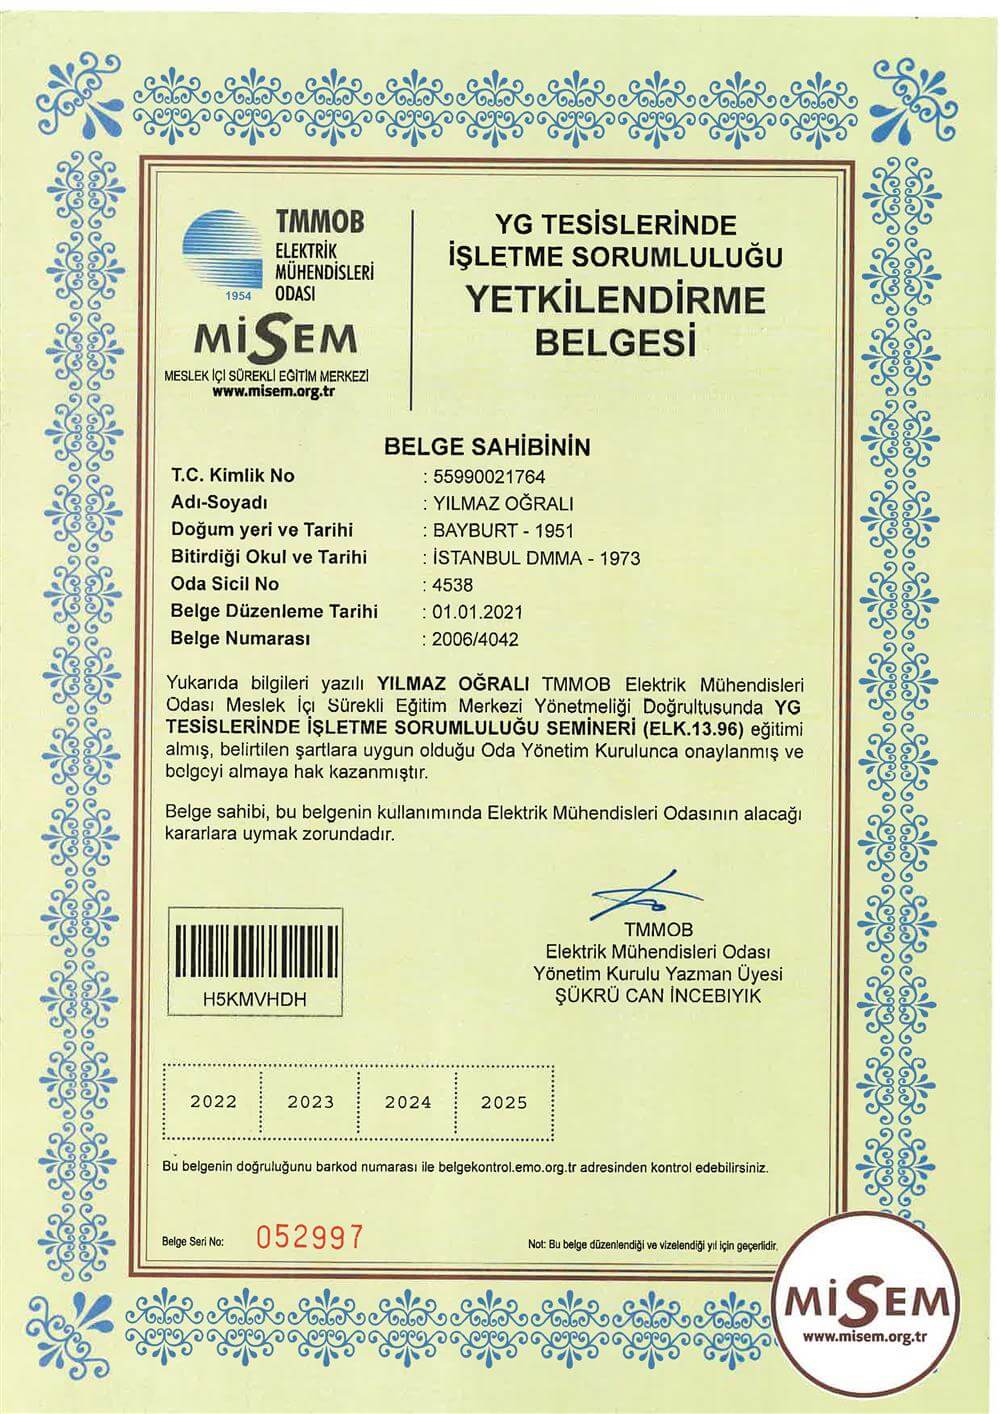 TMMOB
ELEKTRİK
MÜHENDİSLERİ
ODASI
1954
MİSEM
MESLEK İÇİ SÜREKLİ EĞİTİM MERKEZİ
www.misem.org.tr
YG TESİSLERİNDE
İŞLETME SORUMLULUĞU
YETKİLENDİRME
BELGESİ
BELGE SAHİBİNİN
T.C. Kimlik No : 55990021764
Adı-Soyadı : YILMAZ OĞRALI
Doğum yeri ve Tarihi : BAYBURT - 1951
Bitirdiği Okul ve Tarihi : İSTANBUL DMMA - 1973
Oda Sicil No : 4538
Belge Düzenleme Tarihi : 01.01.2021
Belge Numarası : 2006/4042
Yukarıda bilgileri yazılı YILMAZ OĞRALI TMMOB Elektrik Mühendisleri
Odası Meslek İçi Sürekli Eğitim Merkezi Yönetmeliği Doğrultusunda YG
TESİSLERİNDE İŞLETME SORUMLULUĞU SEMİNERİ (ELK.13.96) eğitimi
almış, belirtilen şartlara uygun olduğu Oda Yönetim Kurulunca onaylanmış ve
belgeyi almaya hak kazanmıştır.
Belge sahibi, bu belgenin kullanımında Elektrik Mühendisleri Odasının alacağı
kararlara uymak zorundadır.
TMMOB
Elektrik Mühendisleri Odası
Yönetim Kurulu Yazman Üyesi
ŞÜKRÜ CAN İNCEBIYIK
H5KMVHDH
2022 2023 2024 2025
Bu belgenin doğruluğunu barkod numarası ile belgekontrol.emo.org.tr adresinden kontrol edebilirsiniz.
Belge Seri No: 052997
Not: Bu belge düzenlendiği ve vizelendiği yıl için geçerlidir.
MİSEM
www.misem.org.tr